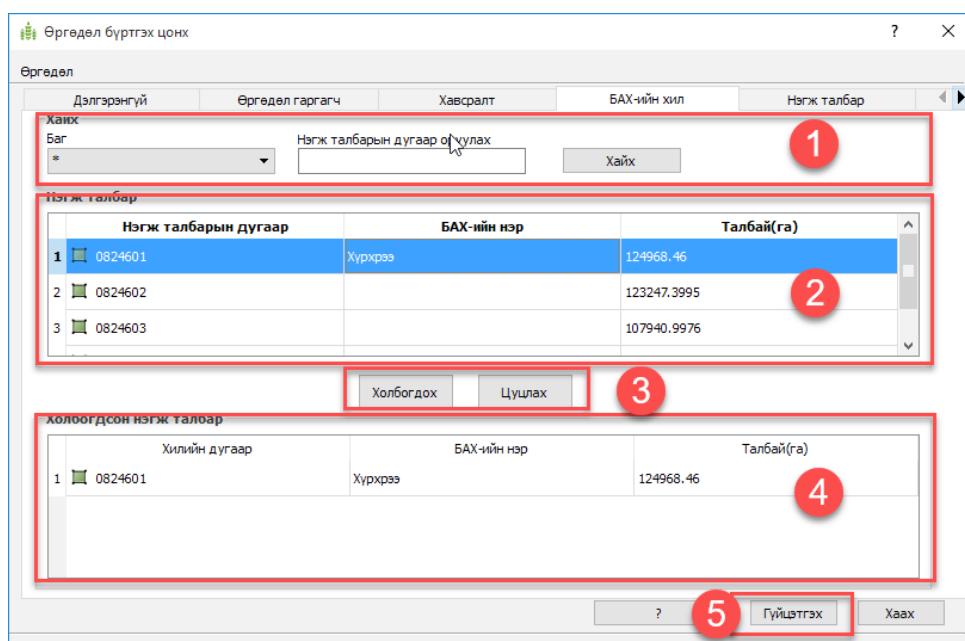 Өргөдөл бүртгэх цонх ?
Өргөдөл
Дэлгэрэнгүй Өргөдөл гаргагч Хавсралт БАХ-ийн хил Нэгж талбар
Хайх
Баг Нэгж талбарын дугаар оруулах
* Хайх
1
Нэгж талбар
Нэгж талбарын дугаар БАХ-ийн нэр Талбай(га)
1 0824601 Хүрхрээ 124968.46
2 0824602 123247.3995
3 0824603 107940.9976
2
Холбогдох Цуцлах
3
Холбогдсон нэгж талбар
Хилийн дугаар БАХ-ийн нэр Талбай(га)
1 0824601 Хүрхрээ 124968.46
4
? 5 Гүйцэтгэх Хаах